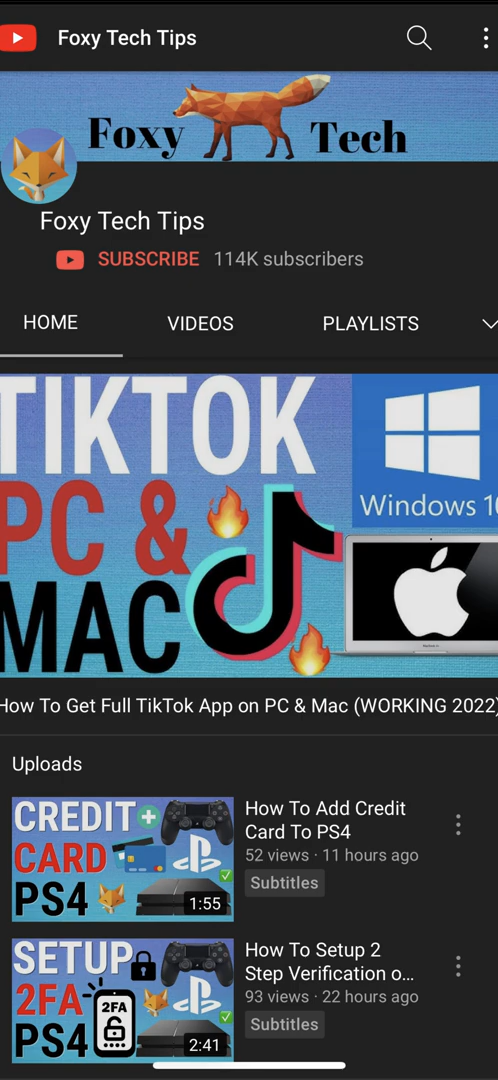 Foxy Tech Tips
Foxy Tech
Foxy Tech Tips
SUBSCRIBE 114K subscribers
HOME VIDEOS PLAYLISTS
TIKTOK
PC &
MAC
Windows 10
How To Get Full TikTok App on PC & Mac (WORKING 2022)
Uploads
CREDIT
CARD
PS4
1:55
How To Add Credit
Card To PS4
52 views · 11 hours ago
Subtitles
SETUP
2FA
PS4
2FA
2:41
How To Setup 2
Step Verification o...
93 views · 22 hours ago
Subtitles